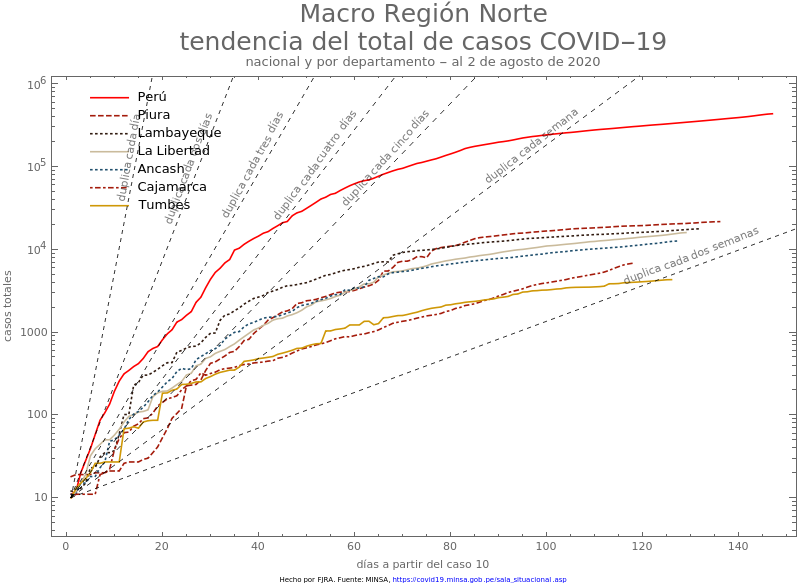 Macro Región Norte
tendencia del total de casos COVID−19
nacional y por departamento − al 2 de agosto de 2020
10⁶
10⁵
10⁴
1000
100
10
casos totales
Perú
Piura
Lambayeque
La Libertad
Ancash
Cajamarca
Tumbes
duplica cada día
duplica cada dos días
duplica cada tres días
duplica cada cuatro días
duplica cada cinco días
duplica cada semana
duplica cada dos semanas
0 20 40 60 80 100 120 140
días a partir del caso 10
Hecho por FJRA. Fuente: MINSA, https://covid19.minsa.gob.pe/sala_situacional.asp